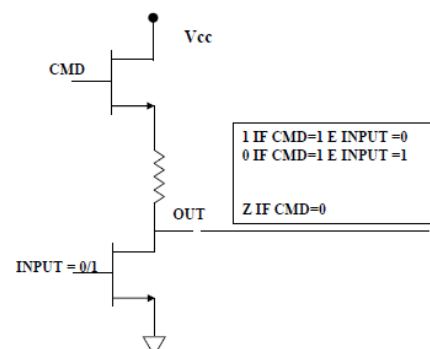 Vcc
CMD
1 IF CMD=1 E INPUT =0
0 IF CMD=1 E INPUT =1
Z IF CMD=0
OUT
INPUT = 0/1